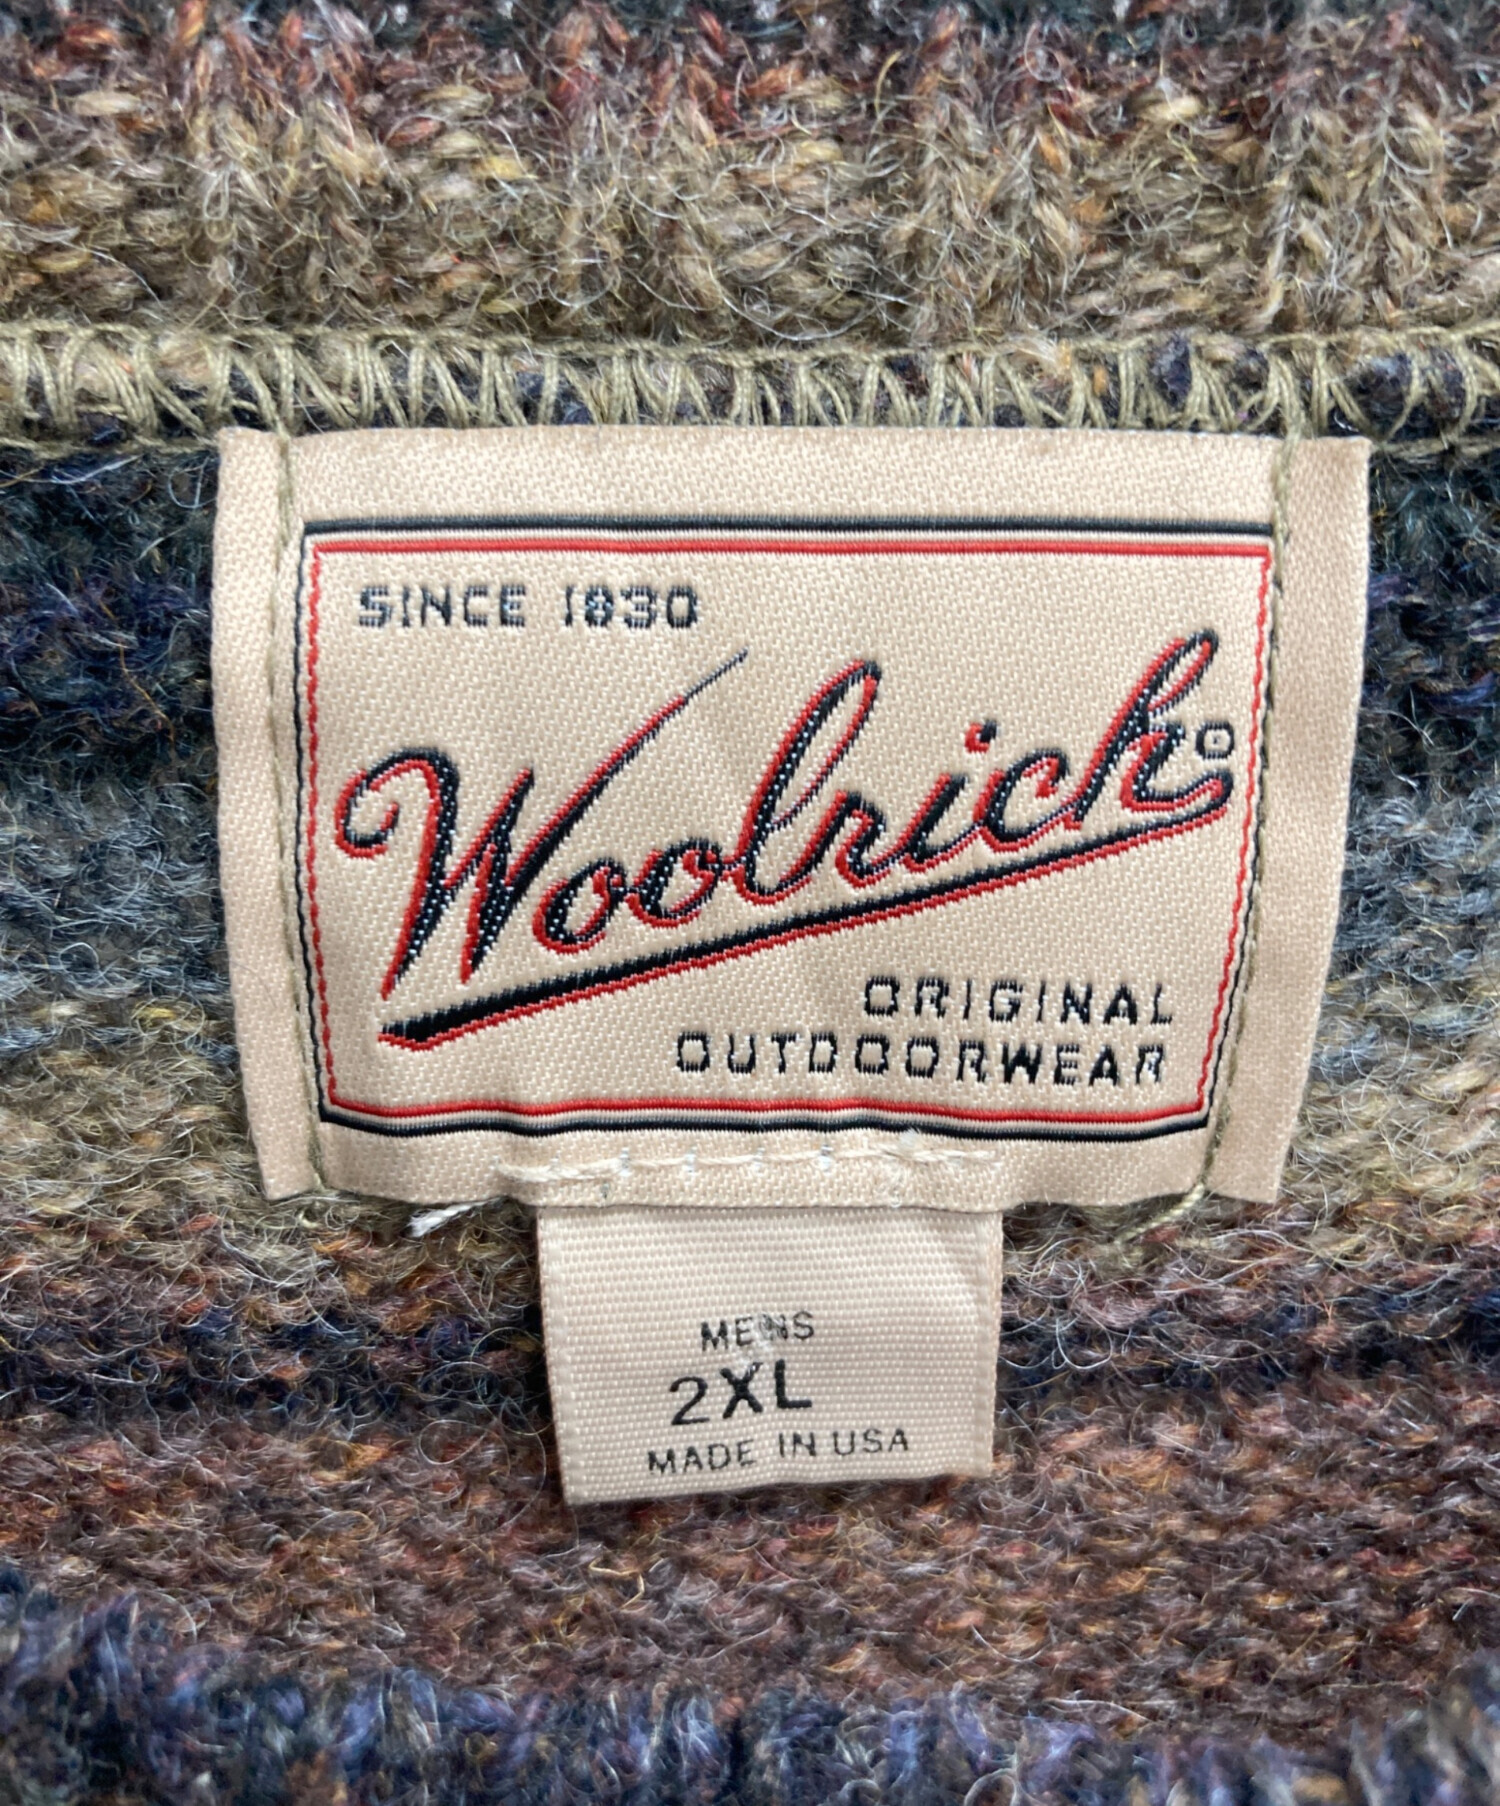 SINCE 1830
Woolrich®
ORIGINAL
OUTDOORWEAR
MENS
2XL
MADE IN USA